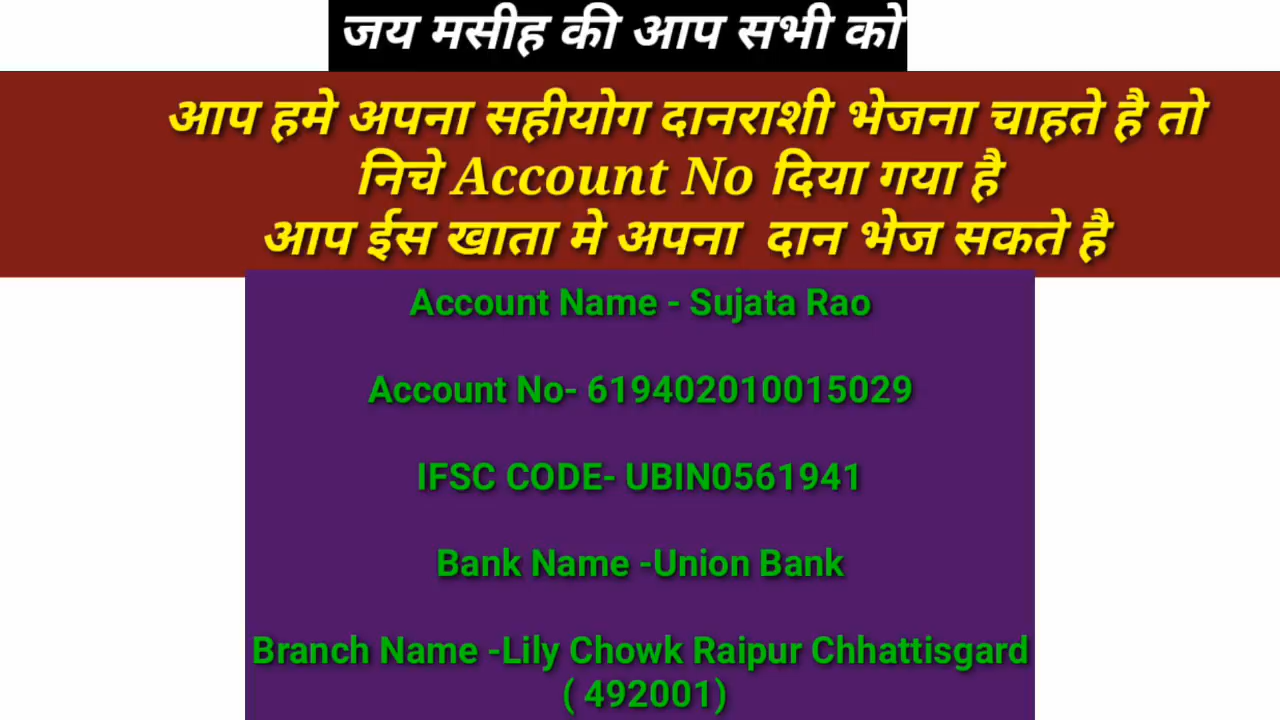 जय मसीह की आप सभी को
आप हमे अपना सहीयोग दानराशी भेजना चाहते है तो
निचे Account No दिया गया है
आप ईस खाता मे अपना दान भेज सकते है
Account Name - Sujata Rao
Account No- 619402010015029
IFSC CODE- UBIN0561941
Bank Name -Union Bank
Branch Name -Lily Chowk Raipur Chhattisgard
( 492001)